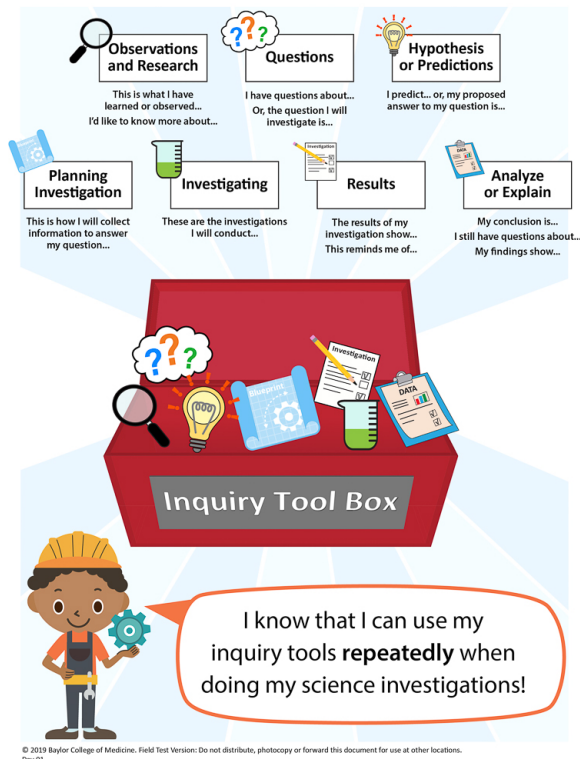 Observations
and Research
This is what I have
learned or observed...
I'd like to know more about...
Questions
I have questions about...
Or, the question I will
investigate is...
Hypothesis
or Predictions
I predict... or, my proposed
answer to my question is...
Planning
Investigation
This is how I will collect
information to answer
my question...
Investigating
These are the investigations
I will conduct...
Investigation
Results
The results of my
investigation show...
This reminds me of...
DATA
Analyze
or Explain
My conclusion is...
I still have questions about...
My findings show...
???
???
Blueprint
Investigation
DATA
Inquiry Tool Box
I know that I can use my
inquiry tools repeatedly when
doing my science investigations!
© 2019 Baylor College of Medicine. Field Test Version: Do not distribute, photocopy or forward this document for use at other locations.